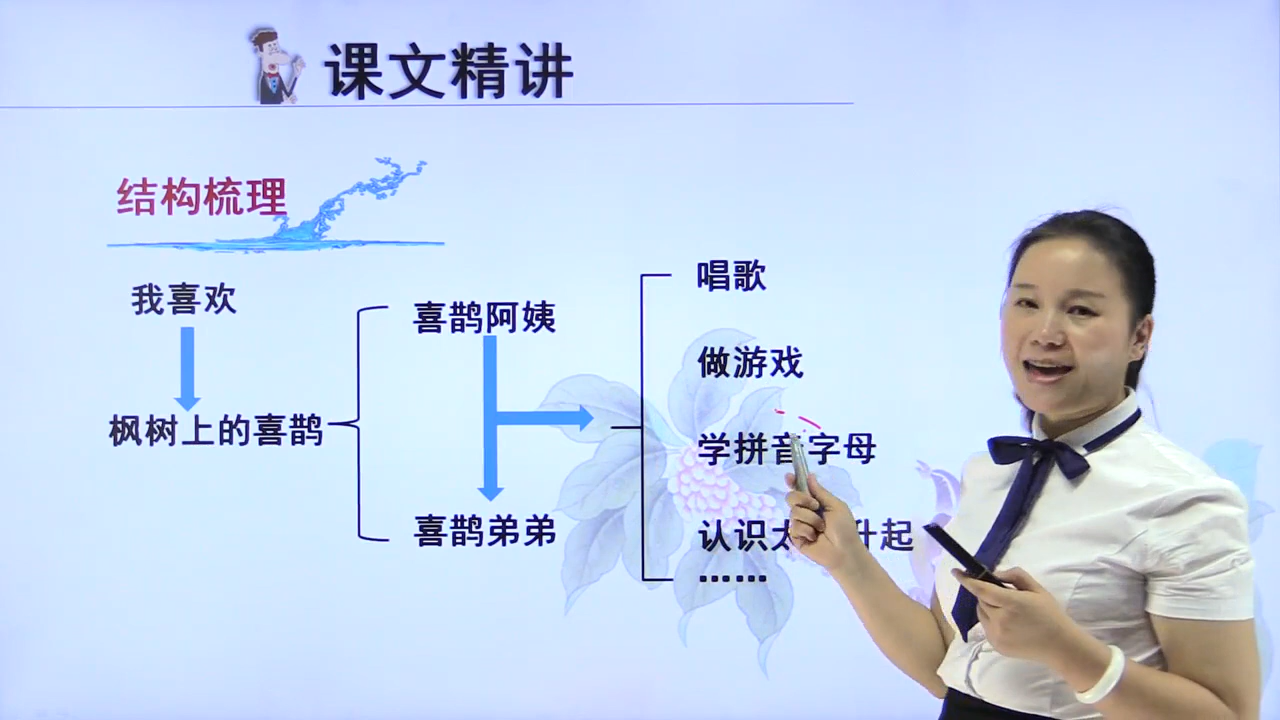 课文精讲
结构梳理
我喜欢
枫树上的喜鹊
喜鹊阿姨
喜鹊弟弟
唱歌
做游戏
学拼音字母
认识太 升起
……